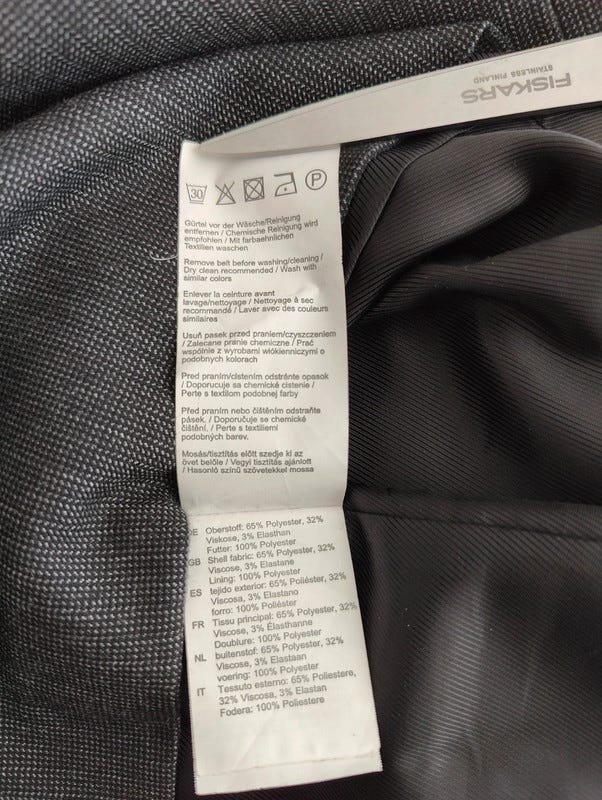 FISKARS
STAINLESS FINLAND
30 P
Gürtel vor der Wäsche/Reinigung
entfernen / Chemische Reinigung wird
empfohlen / Mit farbaehnlichen
Textilien waschen
Remove belt before washing/cleaning /
Dry clean recommended / Wash with
similar colors
Enlever la ceinture avant
lavage/nettoyage / Nettoyage à sec
recommandé / Laver avec des couleurs
similaires
Usuń pasek przed praniem/czyszczeniem
/ Zalecane pranie chemiczne / Prać
wspólnie z wyrobami włókienniczymi o
podobnych kolorach
Pred praním/cistením odstránte opasok
/ Doporucuje sa chemické cistenie /
Perte s textilom podobnej farby
Před praním nebo čištěním odstraňte
pásek. / Doporučuje se chemické
čištění. / Perte s textiliemi
podobných barev.
Mosás/tisztítás előtt szedje ki az
övet belőle / Vegyi tisztítás ajánlott
/ Hasonló színű szövetekkel mossa
DE Oberstoff: 65% Polyester, 32%
Viskose, 3% Elasthan
Futter: 100% Polyester
GB Shell fabric: 65% Polyester, 32%
Viscose, 3% Elastane
Lining: 100% Polyester
ES tejido exterior: 65% Poliéster, 32%
Viscosa, 3% Elastano
forro: 100% Poliéster
FR Tissu principal: 65% Polyester, 32%
Viscose, 3% Élasthanne
Doublure: 100% Polyester
NL buitenstof: 65% Polyester, 32%
Viscose, 3% Elastaan
voering: 100% Polyester
IT Tessuto esterno: 65% Poliestere,
32% Viscosa, 3% Elastan
Fodera: 100% Poliestere